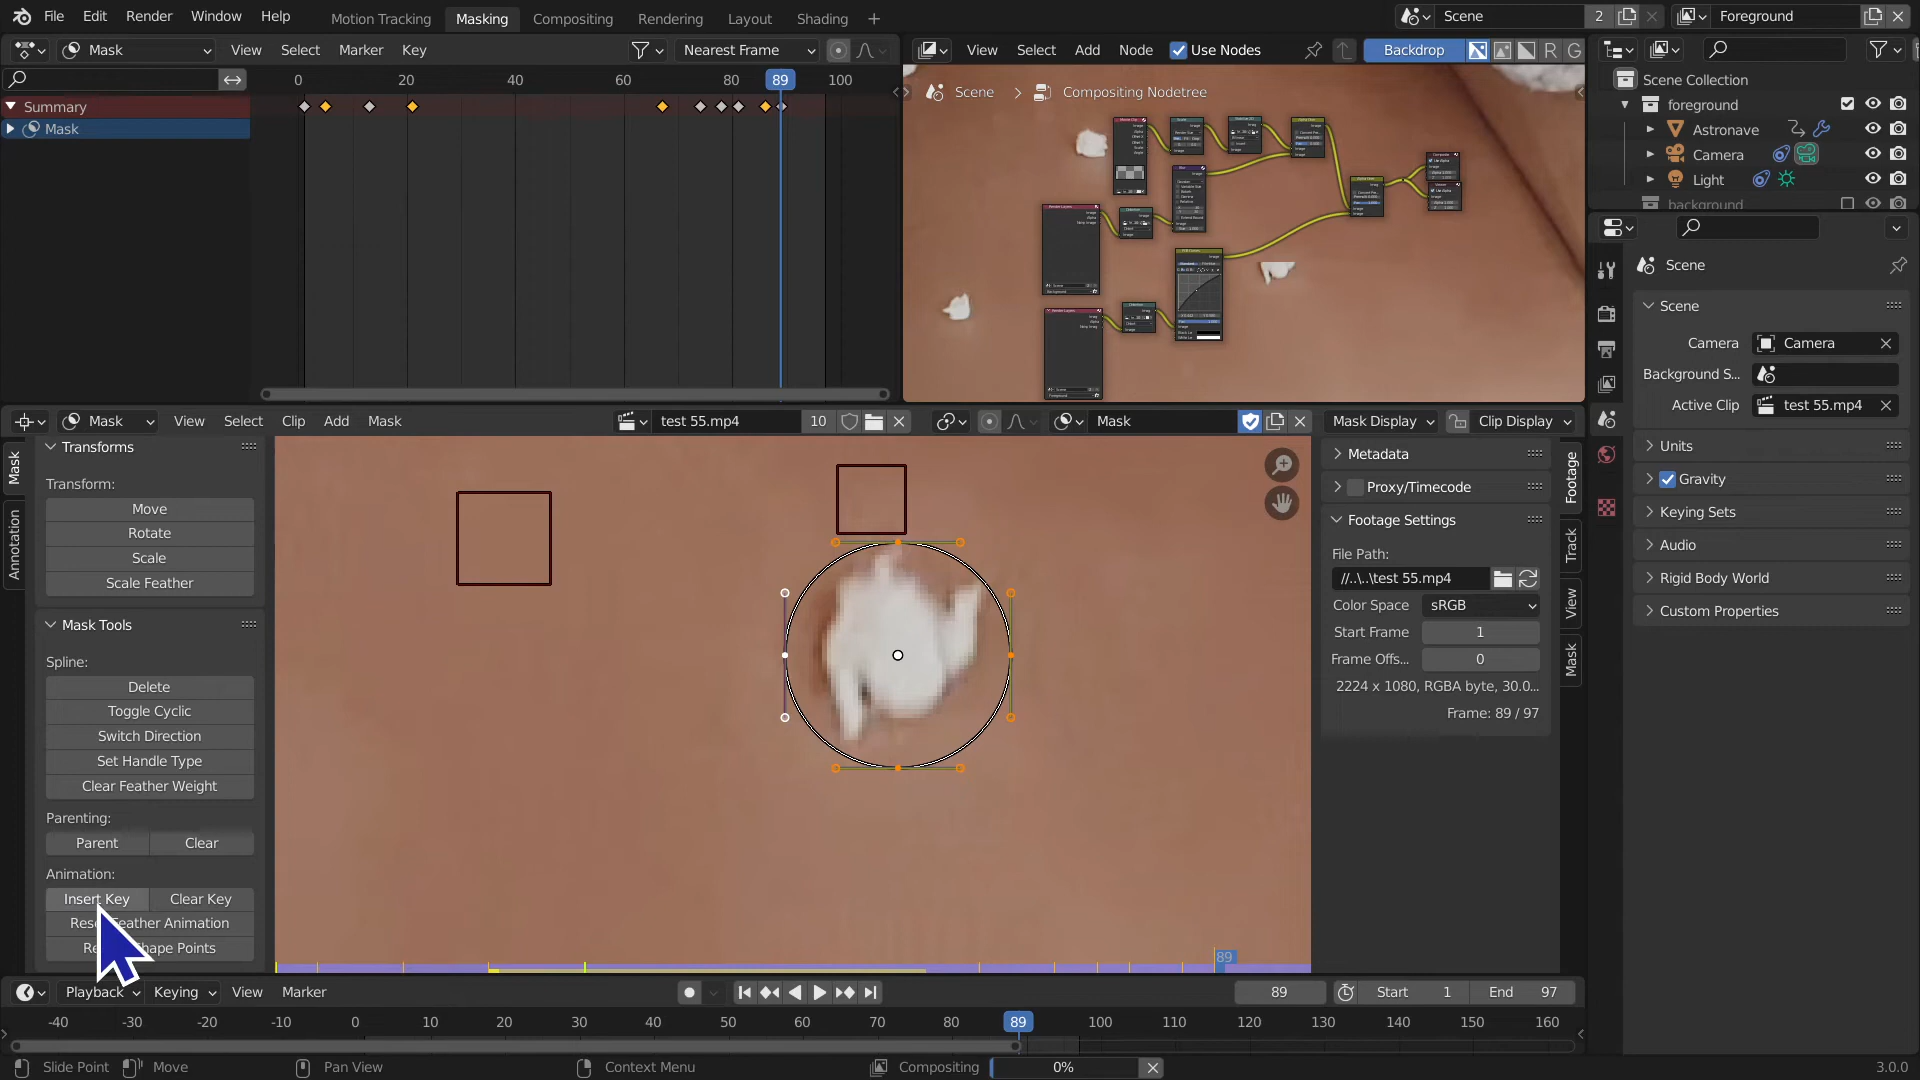 File Edit Render Window Help Motion Tracking Masking Compositing Rendering Layout Shading + Scene 2 Foreground
Mask View Select Marker Key Nearest Frame View Select Add Node Use Nodes Backdrop R G
0 20 40 60 80 89 100
Summary
Mask
Scene > Compositing Nodetree
Scene Collection
foreground
Astronave
Camera
Light
background
Mask View Select Clip Add Mask test 55.mp4 10 Mask Mask Display Clip Display
Mask
Annotation
Transforms
Transform:
Move
Rotate
Scale
Scale Feather
Mask Tools
Spline:
Delete
Toggle Cyclic
Switch Direction
Set Handle Type
Clear Feather Weight
Parenting:
Parent Clear
Animation:
Insert Key Clear Key
Feather Animation
Shape Points
89
Metadata
Proxy/Timecode
Footage Settings
File Path:
//..\..\test 55.mp4
Color Space sRGB
Start Frame 1
Frame Offs... 0
2224 x 1080, RGBA byte, 30.0...
Frame: 89 / 97
Footage
Track
View
Mask
Scene
Scene
Camera Camera
Background S...
Active Clip test 55.mp4
Units
Gravity
Keying Sets
Audio
Rigid Body World
Custom Properties
Playback Keying View Marker 89 Start 1 End 97
-40 -30 -20 -10 0 10 20 30 40 50 60 70 80 89 100 110 120 130 140 150 160
Slide Point Move Pan View Context Menu Compositing 0% 3.0.0